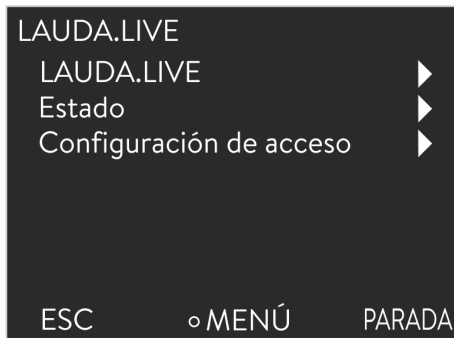 LAUDA.LIVE
LAUDA.LIVE
Estado
Configuración de acceso
ESC MENÚ PARADA